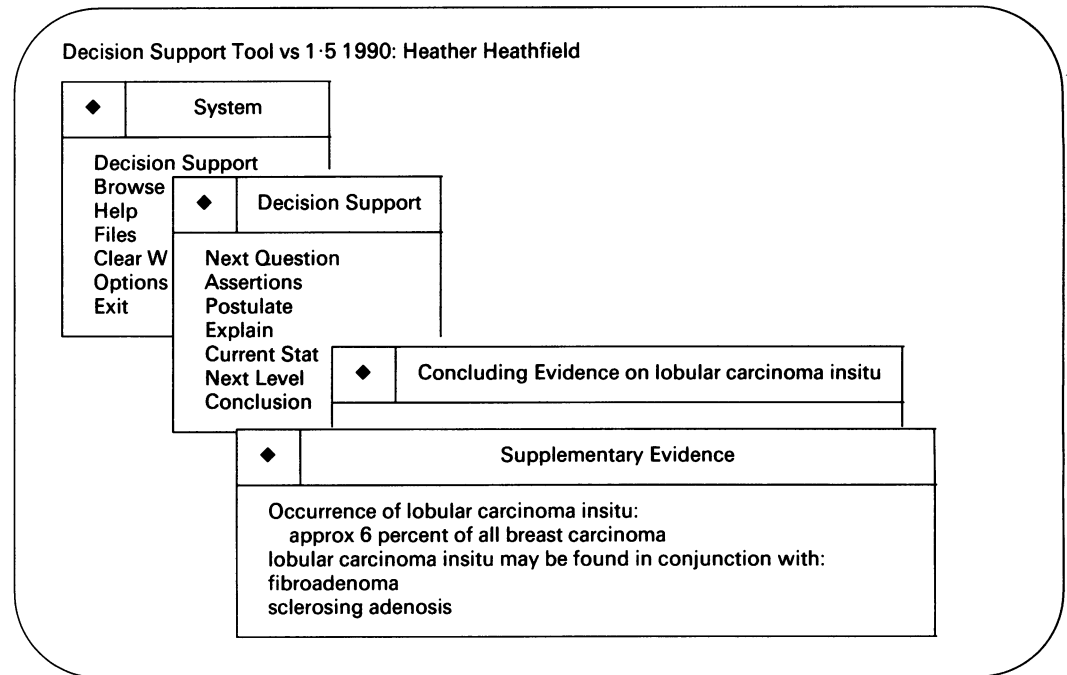 Decision Support Tool vs 1·5 1990: Heather Heathfield
System
Decision Support
Browse
Help
Files
Clear W
Options
Exit
Decision Support
Next Question
Assertions
Postulate
Explain
Current Stat
Next Level
Conclusion
Concluding Evidence on lobular carcinoma insitu
Supplementary Evidence
Occurrence of lobular carcinoma insitu:
approx 6 percent of all breast carcinoma
lobular carcinoma insitu may be found in conjunction with:
fibroadenoma
sclerosing adenosis